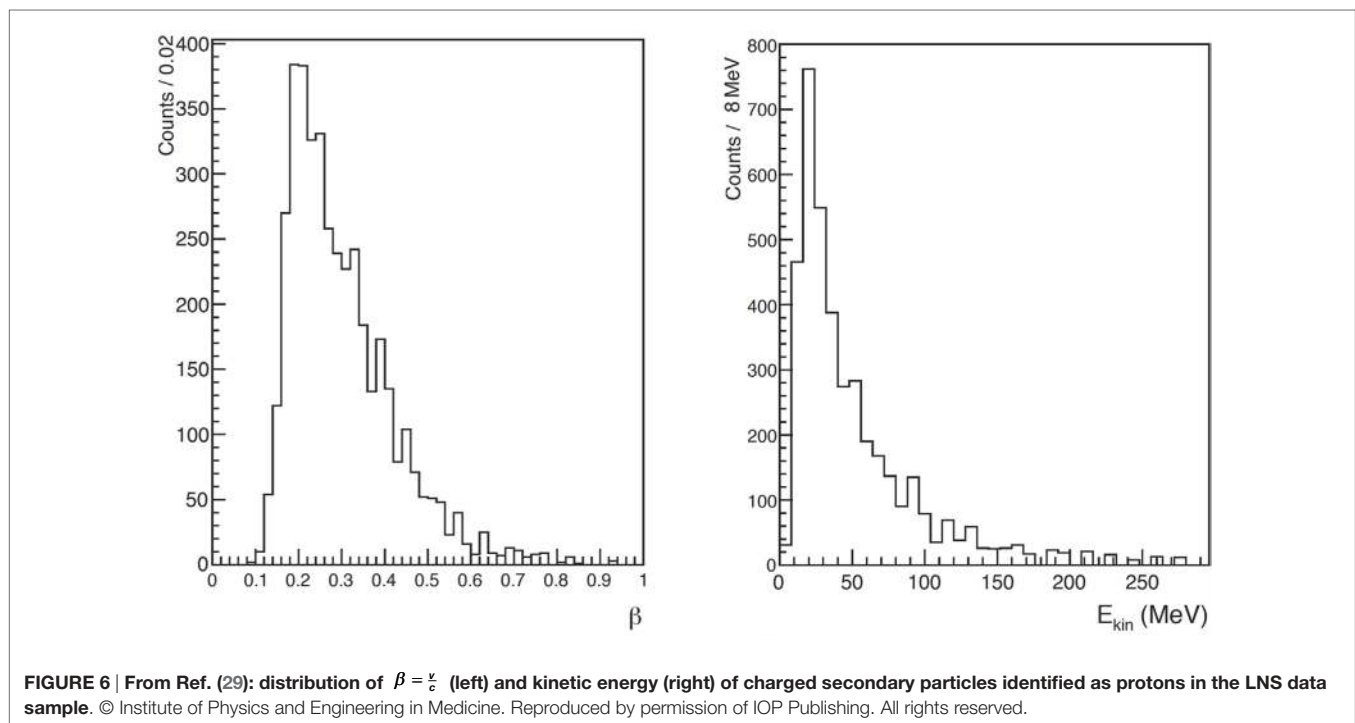 Counts / 0.02
400
350
300
250
200
150
100
50
0
0 0.1 0.2 0.3 0.4 0.5 0.6 0.7 0.8 0.9 1
β
Counts / 8 MeV
800
700
600
500
400
300
200
100
0
0 50 100 150 200 250
E_kin (MeV)
FIGURE 6 | From Ref. (29): distribution of β = v/c (left) and kinetic energy (right) of charged secondary particles identified as protons in the LNS data
sample. © Institute of Physics and Engineering in Medicine. Reproduced by permission of IOP Publishing. All rights reserved.